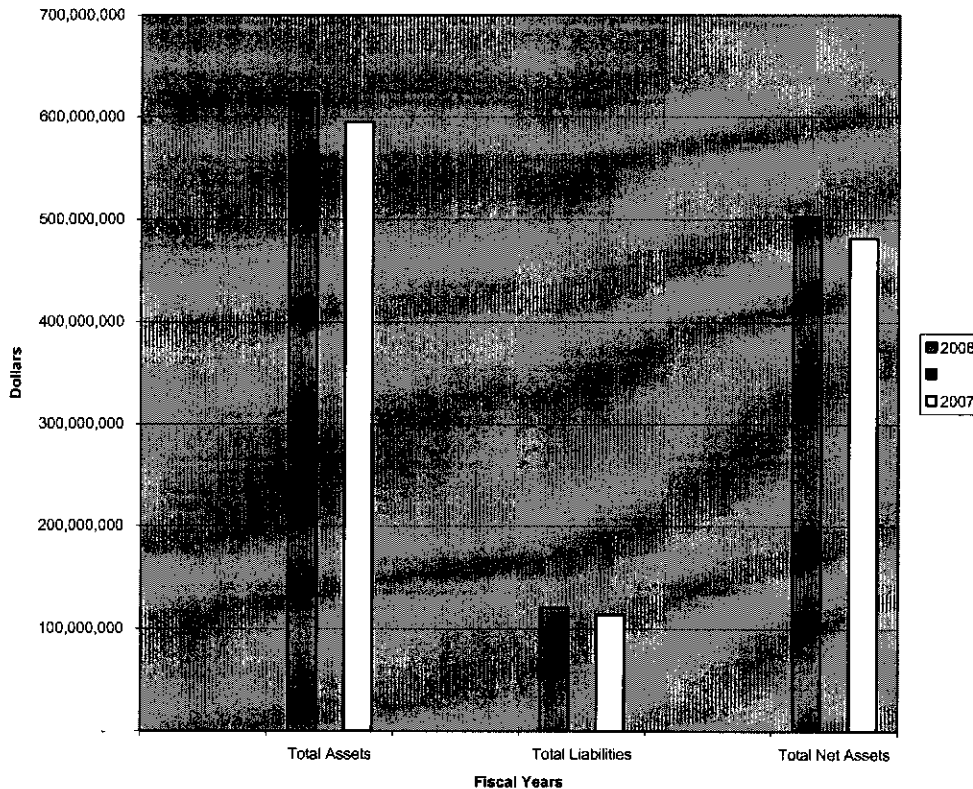 700,000,000
600,000,000
500,000,000
400,000,000
300,000,000
200,000,000
100,000,000
-
Dollars
Total Assets
Total Liabilities
Total Net Assets
Fiscal Years
2008
2007